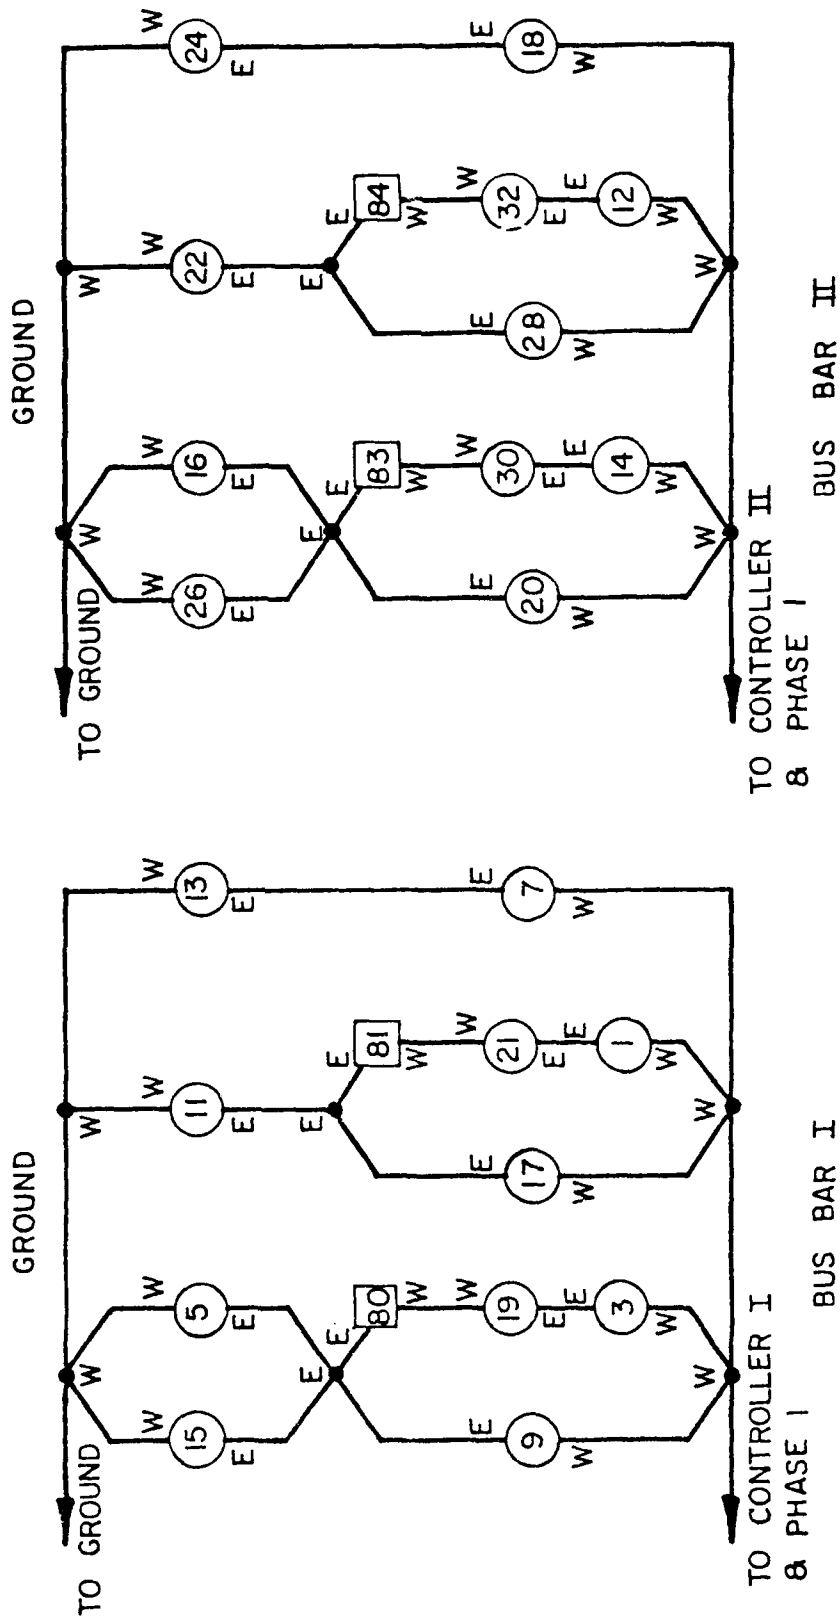 GROUND
TO GROUND
W W
W W W W
15 5 11 13
E E E E
E E E E
80 81
W W
E W E W E
9 19 17 21 7
W E E W E E W
3 1
W W
W W
TO CONTROLLER I
& PHASE I
BUS BAR I
GROUND
TO GROUND
W W
W W W W
26 16 22 24
E E E E
E E E E
83 84
W W
E W E W E
20 30 28 32 18
W E E W E E W
14 12
W W
W W
TO CONTROLLER II
& PHASE I
BUS BAR II